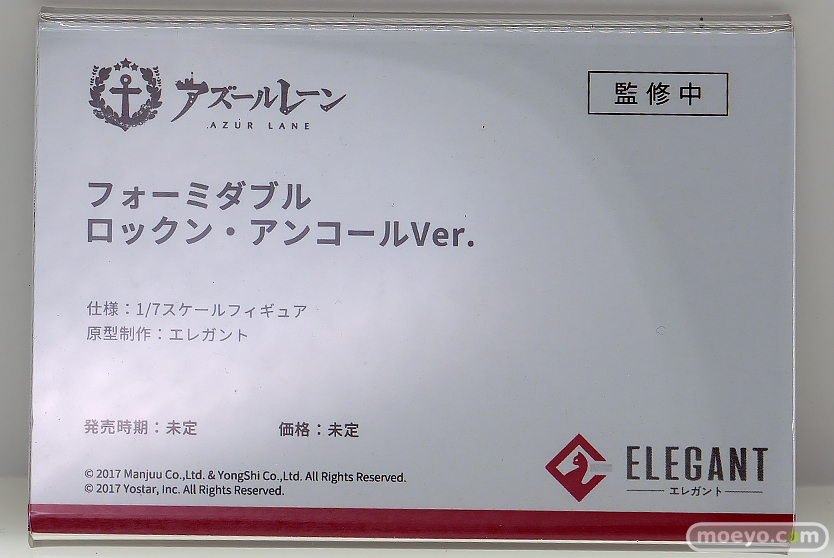 アズールレーン
AZUR LANE
監修中
フォーミダブル
ロックン・アンコールVer.
仕様：1/7スケールフィギュア
原型制作：エレガント
発売時期：未定
価格：未定
© 2017 Manjuu Co.,Ltd. & YongShi Co.,Ltd. All Rights Reserved.
© 2017 Yostar, Inc. All Rights Reserved.
ELEGANT
エレガント
moeyo.com